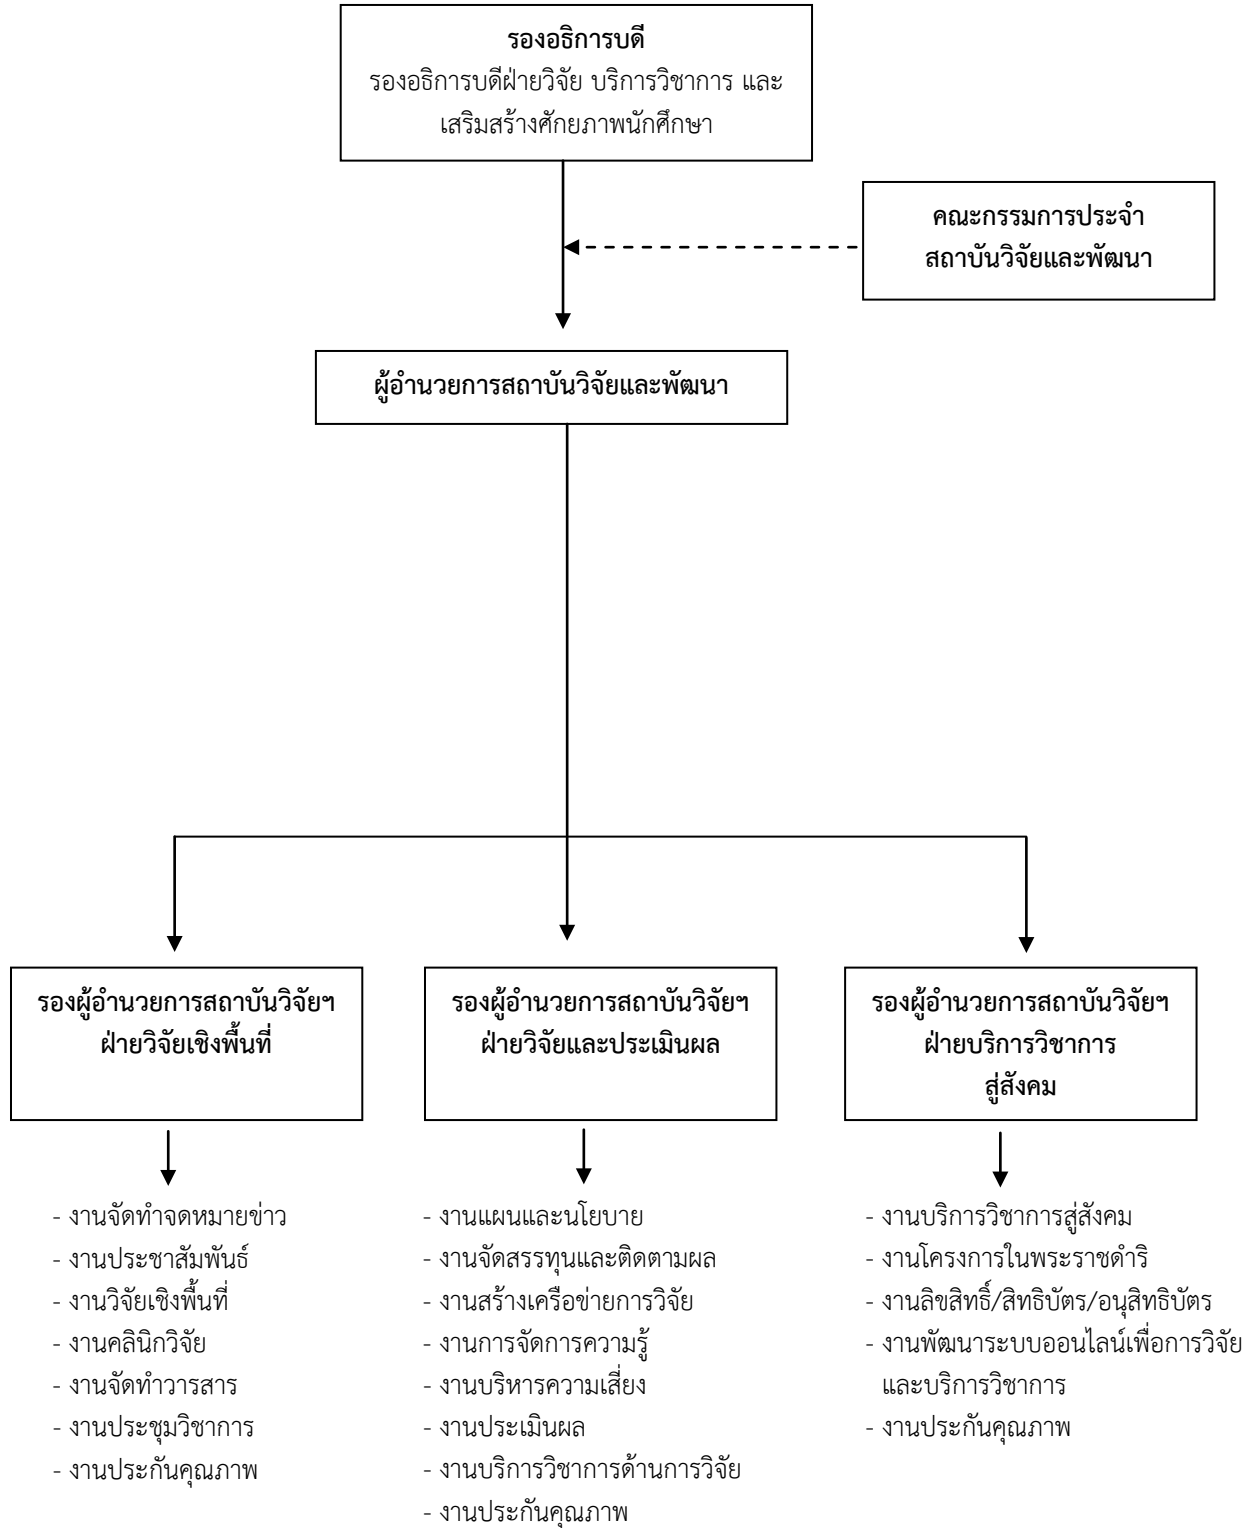 รองอธิการบดี
รองอธิการบดีฝ่ายวิจัย บริการวิชาการ และ
เสริมสร้างศักยภาพนักศึกษา
คณะกรรมการประจำ
สถาบันวิจัยและพัฒนา
ผู้อำนวยการสถาบันวิจัยและพัฒนา
รองผู้อำนวยการสถาบันวิจัยฯ
ฝ่ายวิจัยเชิงพื้นที่
รองผู้อำนวยการสถาบันวิจัยฯ
ฝ่ายวิจัยและประเมินผล
รองผู้อำนวยการสถาบันวิจัยฯ
ฝ่ายบริการวิชาการ
สู่สังคม
- งานจัดทำจดหมายข่าว
- งานประชาสัมพันธ์
- งานวิจัยเชิงพื้นที่
- งานคลินิกวิจัย
- งานจัดทำวารสาร
- งานประชุมวิชาการ
- งานประกันคุณภาพ
- งานแผนและนโยบาย
- งานจัดสรรทุนและติดตามผล
- งานสร้างเครือข่ายการวิจัย
- งานการจัดการความรู้
- งานบริหารความเสี่ยง
- งานประเมินผล
- งานบริการวิชาการด้านการวิจัย
- งานประกันคุณภาพ
- งานบริการวิชาการสู่สังคม
- งานโครงการในพระราชดำริ
- งานลิขสิทธิ์/สิทธิบัตร/อนุสิทธิบัตร
- งานพัฒนาระบบออนไลน์เพื่อการวิจัย
และบริการวิชาการ
- งานประกันคุณภาพ